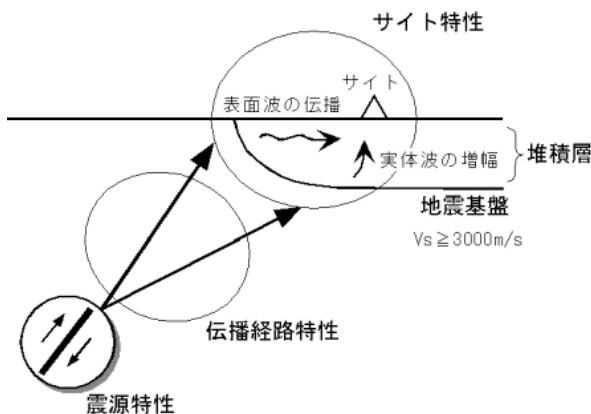 サイト特性
サイト
表面波の伝播
実体波の増幅
堆積層
地震基盤
Vs≧3000m/s
伝播経路特性
震源特性